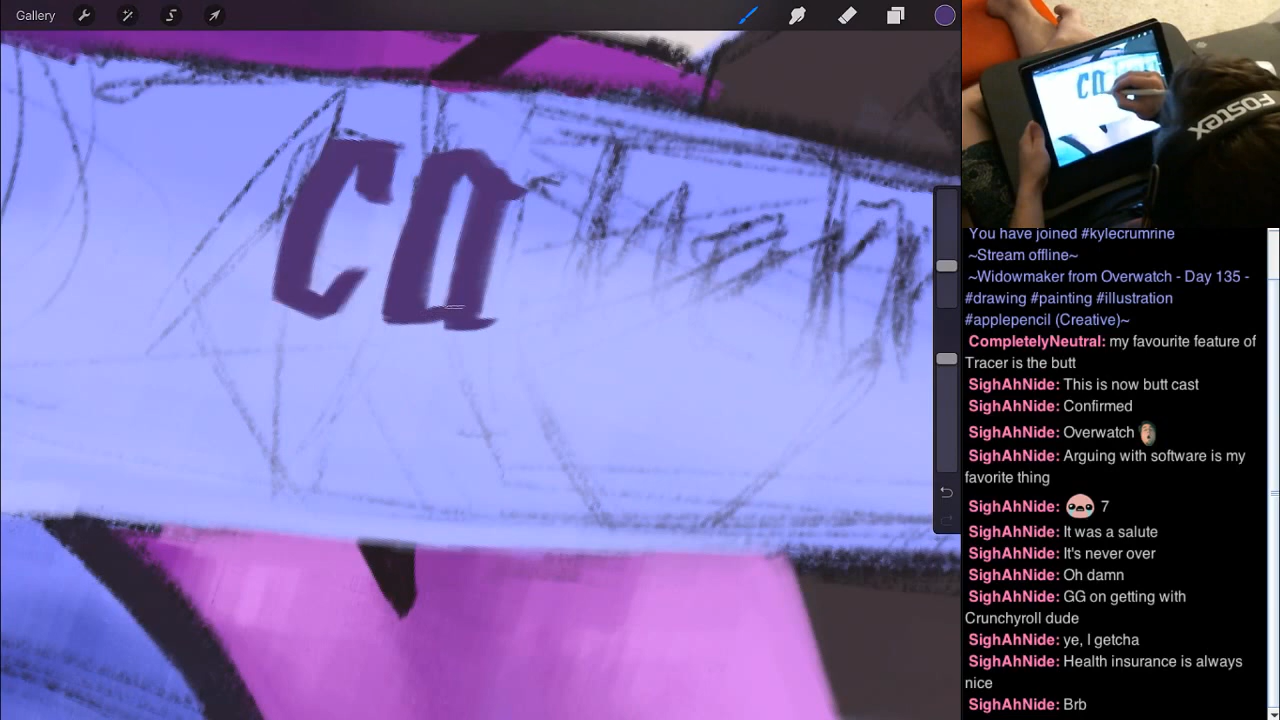 Gallery
CO
FOSTEX
You have joined #kylecrumrine
~Stream offline~
~Widowmaker from Overwatch - Day 135 -
#drawing #painting #illustration
#applepencil (Creative)~
CompletelyNeutral: my favourite feature of
Tracer is the butt
SighAhNide: This is now butt cast
SighAhNide: Confirmed
SighAhNide: Overwatch
SighAhNide: Arguing with software is my
favorite thing
SighAhNide: 7
SighAhNide: It was a salute
SighAhNide: It's never over
SighAhNide: Oh damn
SighAhNide: GG on getting with
Crunchyroll dude
SighAhNide: ye, I getcha
SighAhNide: Health insurance is always
nice
SighAhNide: Brb